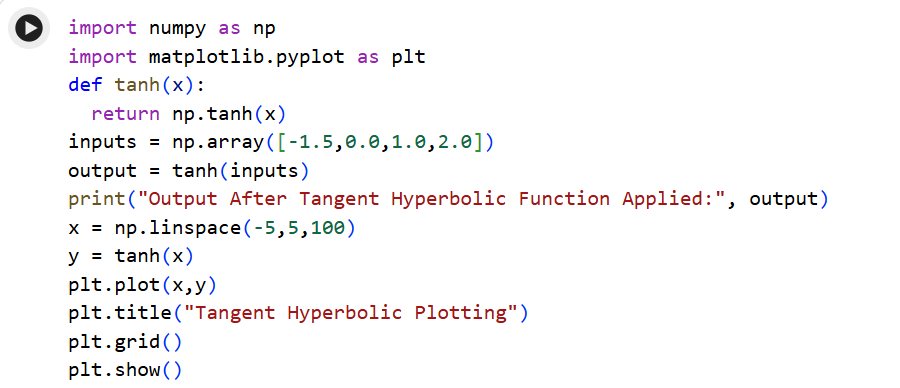 import numpy as np
import matplotlib.pyplot as plt
def tanh(x):
  return np.tanh(x)
inputs = np.array([-1.5,0.0,1.0,2.0])
output = tanh(inputs)
print("Output After Tangent Hyperbolic Function Applied:", output)
x = np.linspace(-5,5,100)
y = tanh(x)
plt.plot(x,y)
plt.title("Tangent Hyperbolic Plotting")
plt.grid()
plt.show()